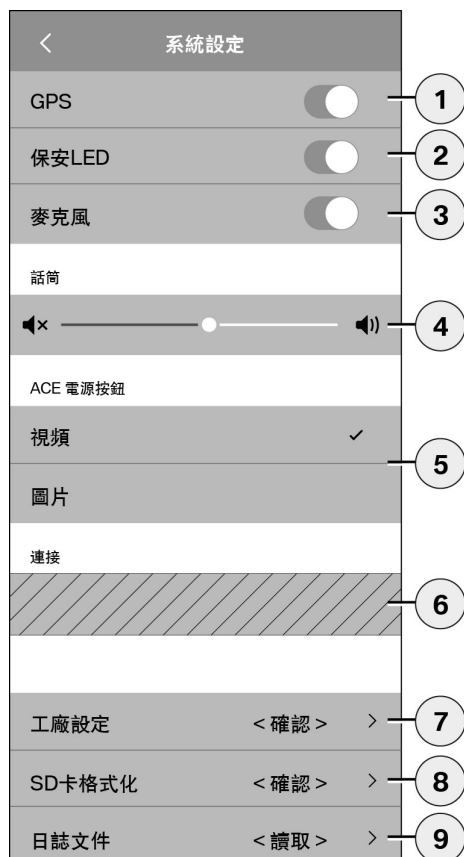 系統設定
GPS 1
保安LED 2
麥克風 3
話筒
4
ACE 電源按鈕
視頻
5
圖片
連接
6
工廠設定 <確認> 7
SD卡格式化 <確認> 8
日誌文件 <讀取> 9